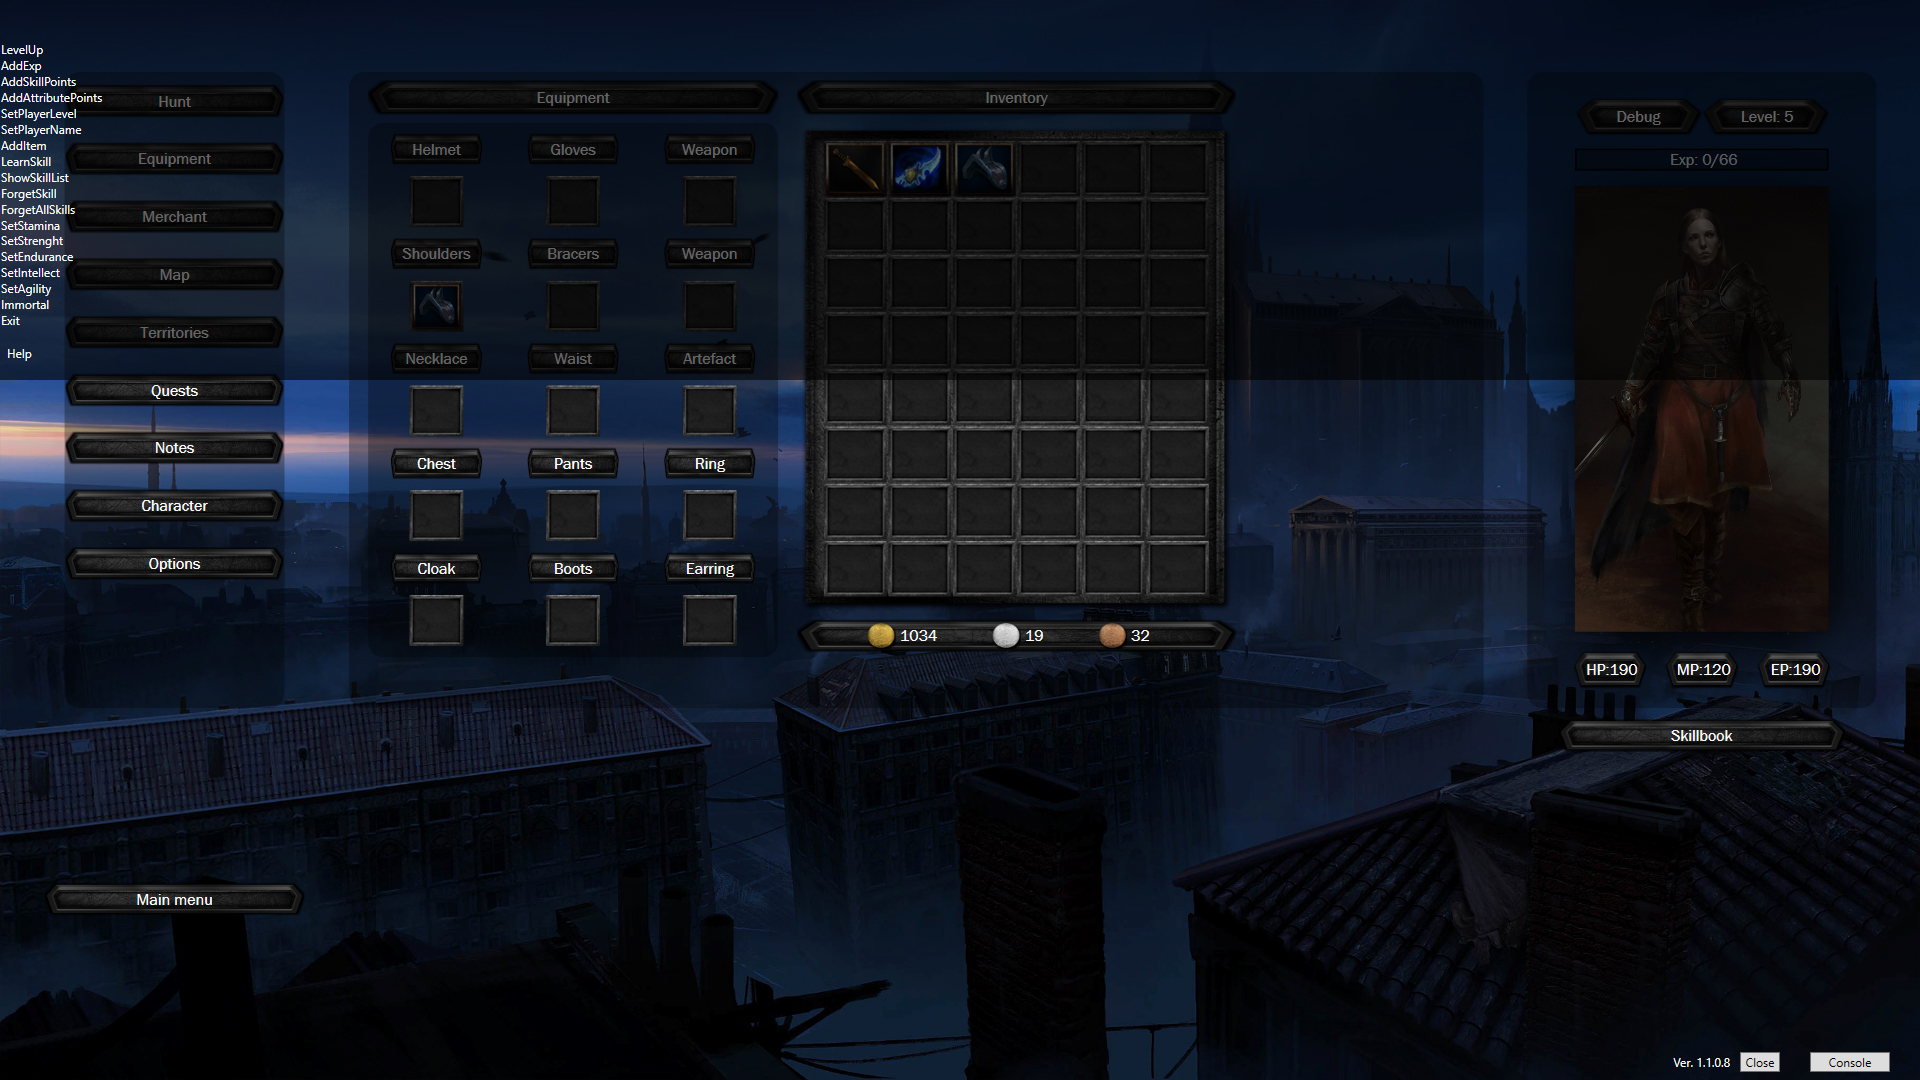 LevelUp
AddExp
AddSkillPoints
AddAttributePoints
SetPlayerLevel
SetPlayerName
AddItem
LearnSkill
ShowSkillList
ForgetSkill
ForgetAllSkills
SetStamina
SetStrenght
SetEndurance
SetIntellect
SetAgility
Immortal
Exit
Help
Hunt
Equipment
Merchant
Map
Territories
Quests
Notes
Character
Options
Main menu
Equipment
Helmet Gloves Weapon
Shoulders Bracers Weapon
Necklace Waist Artefact
Chest Pants Ring
Cloak Boots Earring
Inventory
1034 19 32
Debug Level: 5
Exp: 0/66
HP:190 MP:120 EP:190
Skillbook
Ver. 1.1.0.8 Close Console